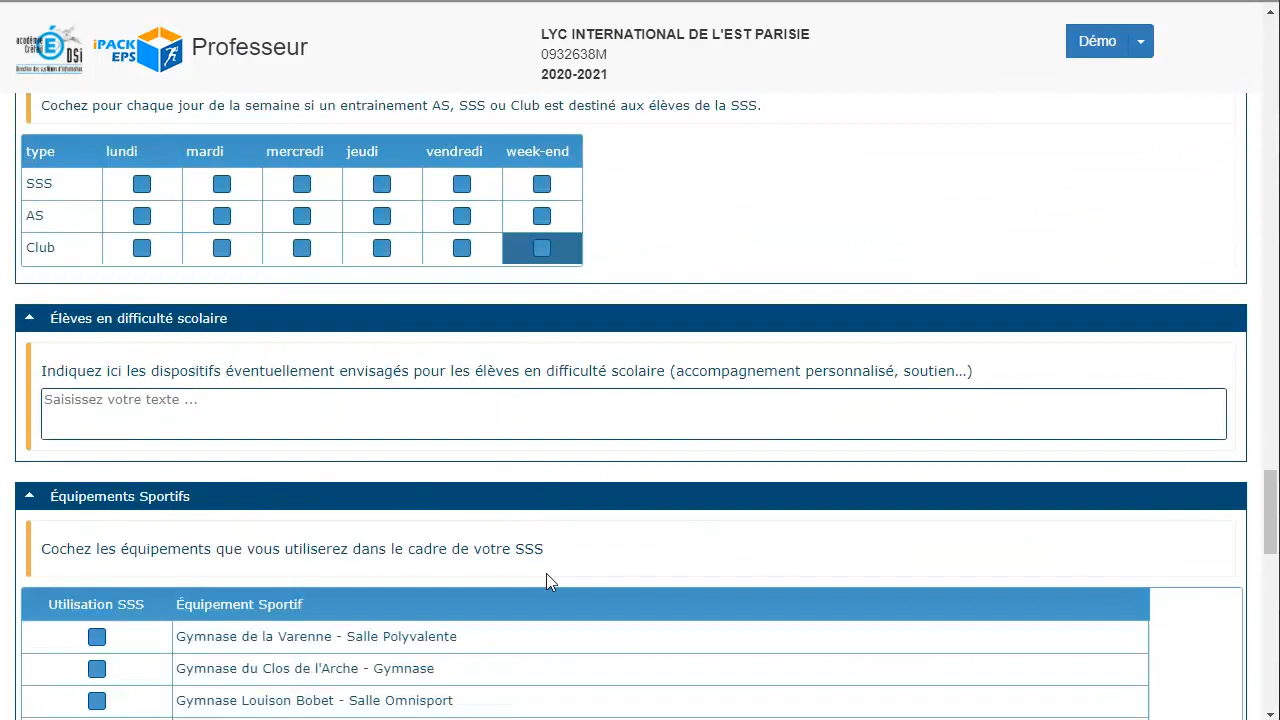 LYC INTERNATIONAL DE L'EST PARISIE
iPACK EPS Professeur
0932638M
Démo
2020-2021
Cochez pour chaque jour de la semaine si un entrainement AS, SSS ou Club est destiné aux élèves de la SSS.
type lundi mardi mercredi jeudi vendredi week-end
SSS
AS
Club
Élèves en difficulté scolaire
Indiquez ici les dispositifs éventuellement envisagés pour les élèves en difficulté scolaire (accompagnement personnalisé, soutien...)
Saisissez votre texte ...
Équipements Sportifs
Cochez les équipements que vous utiliserez dans le cadre de votre SSS
Utilisation SSS Équipement Sportif
Gymnase de la Varenne - Salle Polyvalente
Gymnase du Clos de l'Arche - Gymnase
Gymnase Louison Bobet - Salle Omnisport